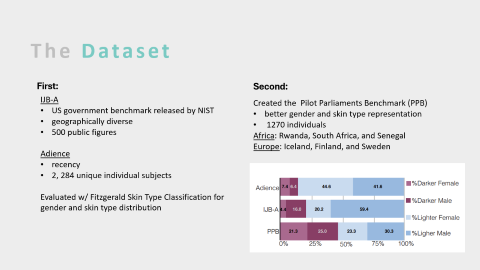 The Dataset
First:
IJB-A
• US government benchmark released by NIST
• geographically diverse
• 500 public figures
Adience
• recency
• 2, 284 unique individual subjects
Evaluated w/ Fitzgerald Skin Type Classification for
gender and skin type distribution
Second:
Created the Pilot Parliaments Benchmark (PPB)
• better gender and skin type representation
• 1270 individuals
Africa: Rwanda, South Africa, and Senegal
Europe: Iceland, Finland, and Sweden
Adience 7.4 6.4 44.6 41.6
IJB-A 4.4 16.0 20.2 59.4
PPB 21.3 25.0 23.3 30.3
0% 25% 50% 75% 100%
%Darker Female
%Darker Male
%Lighter Female
%Ligher Male